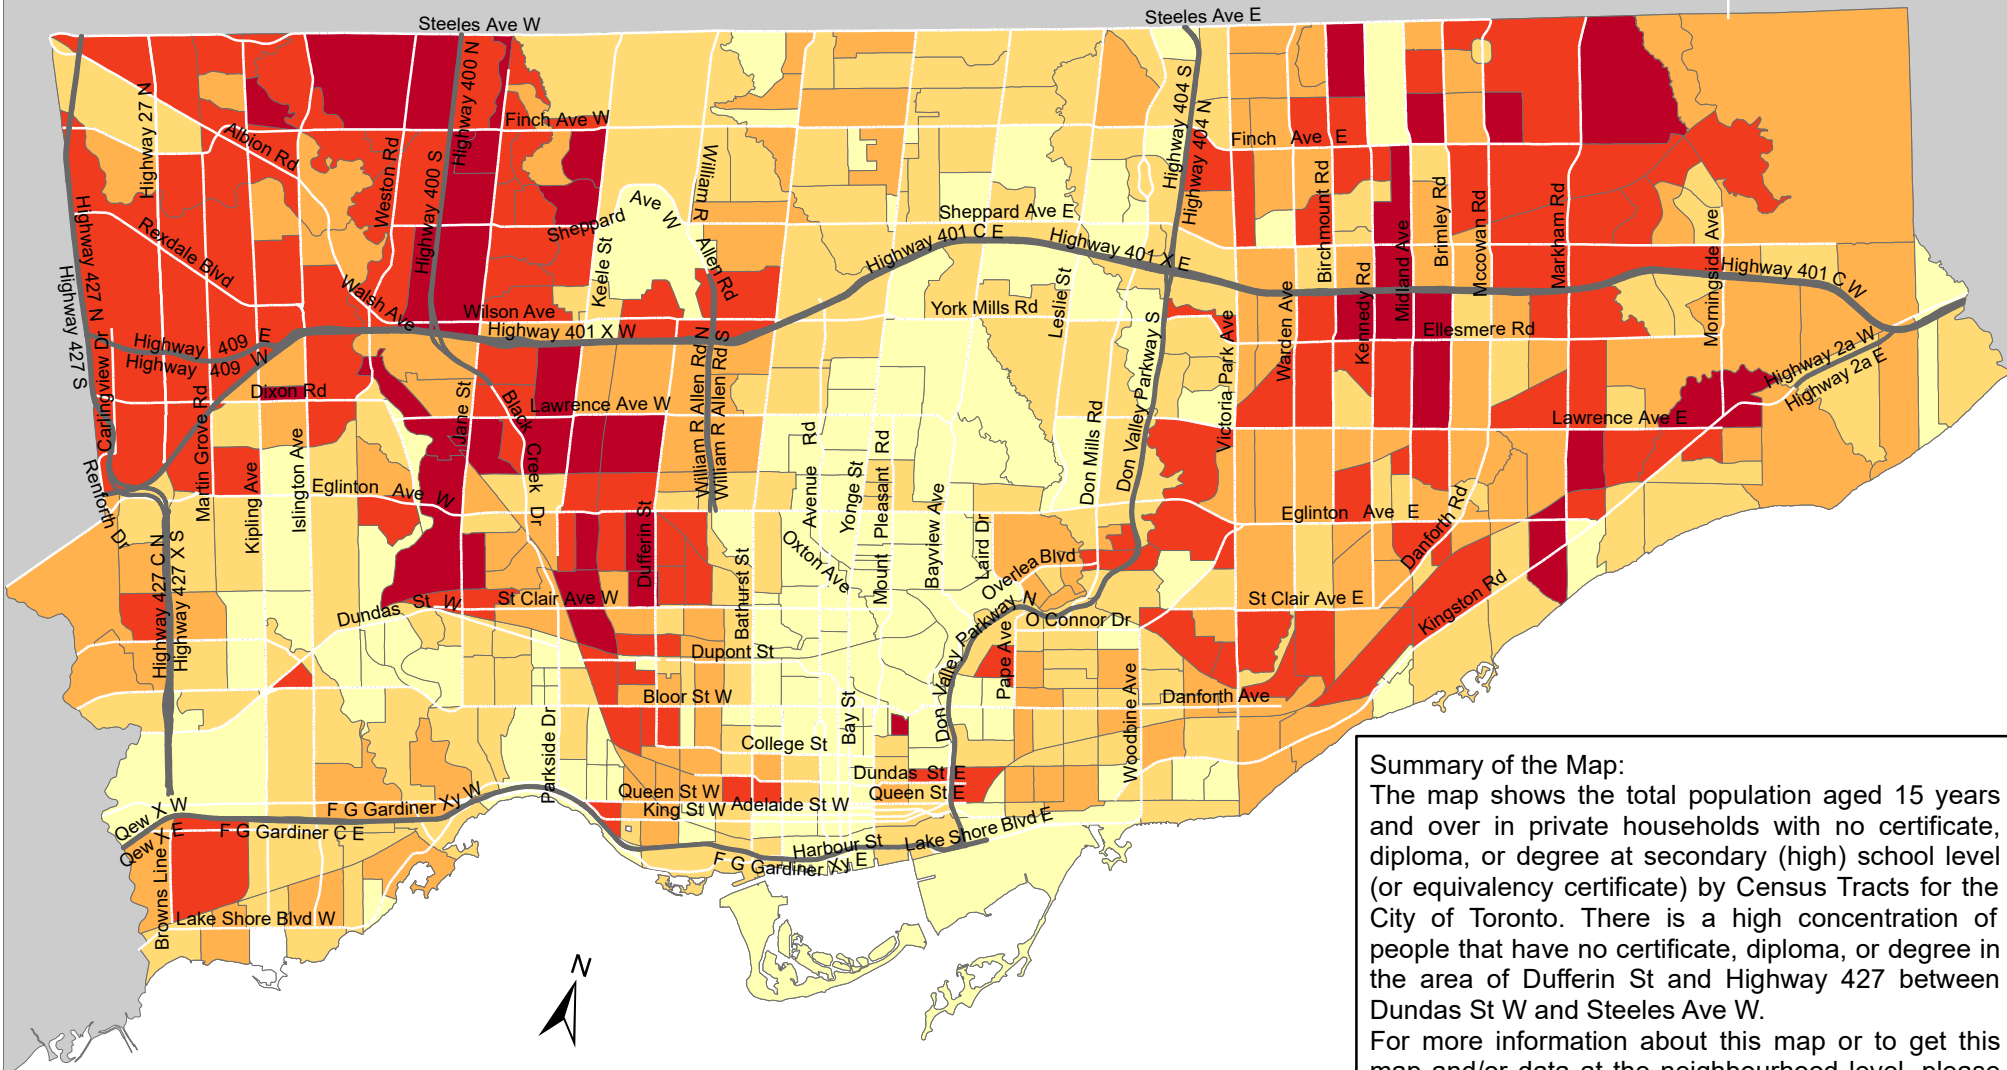 Steeles Ave W
Steeles Ave E
Highway 400 N
Highway 404 S
Highway 404 N
Highway 27 N
Albion Rd
Finch Ave W
Finch Ave E
Weston Rd
Highway 400 S
William R
Allen Rd
Birchmount Rd
Midland Ave
Brimley Rd
Mccowan Rd
Markham Rd
Morningside Ave
Sheppard Ave W
Sheppard Ave E
Keele St
Highway 427 N
Highway 427 S
Rexdale Blvd
Walsh Ave
Wilson Ave
Highway 401 X W
Highway 401 C E
Highway 401 X E
Highway 401 C W
York Mills Rd
Leslie St
Kennedy Rd
Warden Ave
Ellesmere Rd
Highway 409 E
Highway 409 W
Carlingview Dr
Dixon Rd
Martin Grove Rd
Jane St
Black Creek Dr
Lawrence Ave W
William R Allen Rd N
William R Allen Rd S
Don Valley Parkway S
Victoria Park Ave
Highway 2a W
Highway 2a E
Lawrence Ave E
Renforth Dr
Kipling Ave
Islington Ave
Eglinton Ave W
Dufferin St
Avenue Rd
Yonge St
Mount Pleasant Rd
Bayview Ave
Laird Dr
Don Mills Rd
Eglinton Ave E
Danforth Rd
Highway 427 C N
Highway 427 X S
Oxton Ave
Bathurst St
Overlea Blvd
Dundas St W
St Clair Ave W
St Clair Ave E
Kingston Rd
Don Valley Parkway N
O Connor Dr
Pape Ave
Dupont St
Bloor St W
Danforth Ave
Woodbine Ave
Parkside Dr
Bay St
College St
Dundas St E
Queen St W
Queen St E
King St W
Adelaide St W
Qew X W
Qew X E
F G Gardiner Xy W
F G Gardiner C E
Harbour St
Lake Shore Blvd E
F G Gardiner Xy E
Browns Line
Lake Shore Blvd W
N
Summary of the Map:
The map shows the total population aged 15 years
and over in private households with no certificate,
diploma, or degree at secondary (high) school level
(or equivalency certificate) by Census Tracts for the
City of Toronto. There is a high concentration of
people that have no certificate, diploma, or degree in
the area of Dufferin St and Highway 427 between
Dundas St W and Steeles Ave W.
For more information about this map or to get this
map and/or data at the neighbourhood level, please